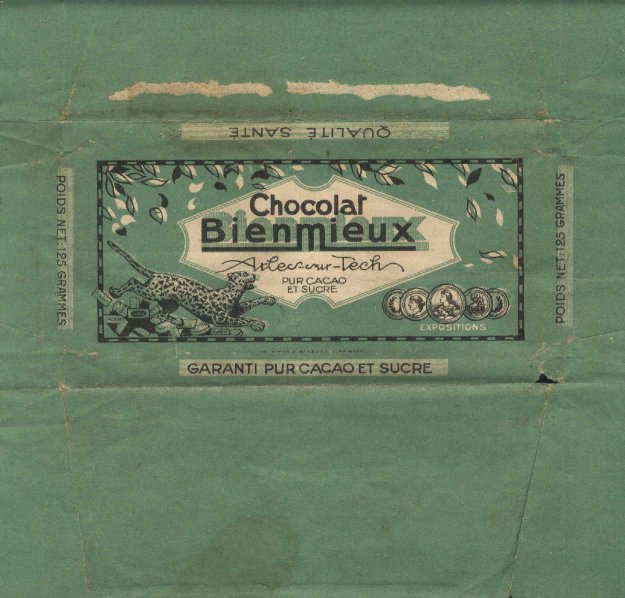 QUALITÉ SANTÉ
POIDS NET: 125 GRAMMES
Chocolat
Bienmieux
Arles-sur-Tech
PUR CACAO
ET SUCRE
EXPOSITIONS
POIDS NET: 125 GRAMMES
GARANTI PUR CACAO ET SUCRE